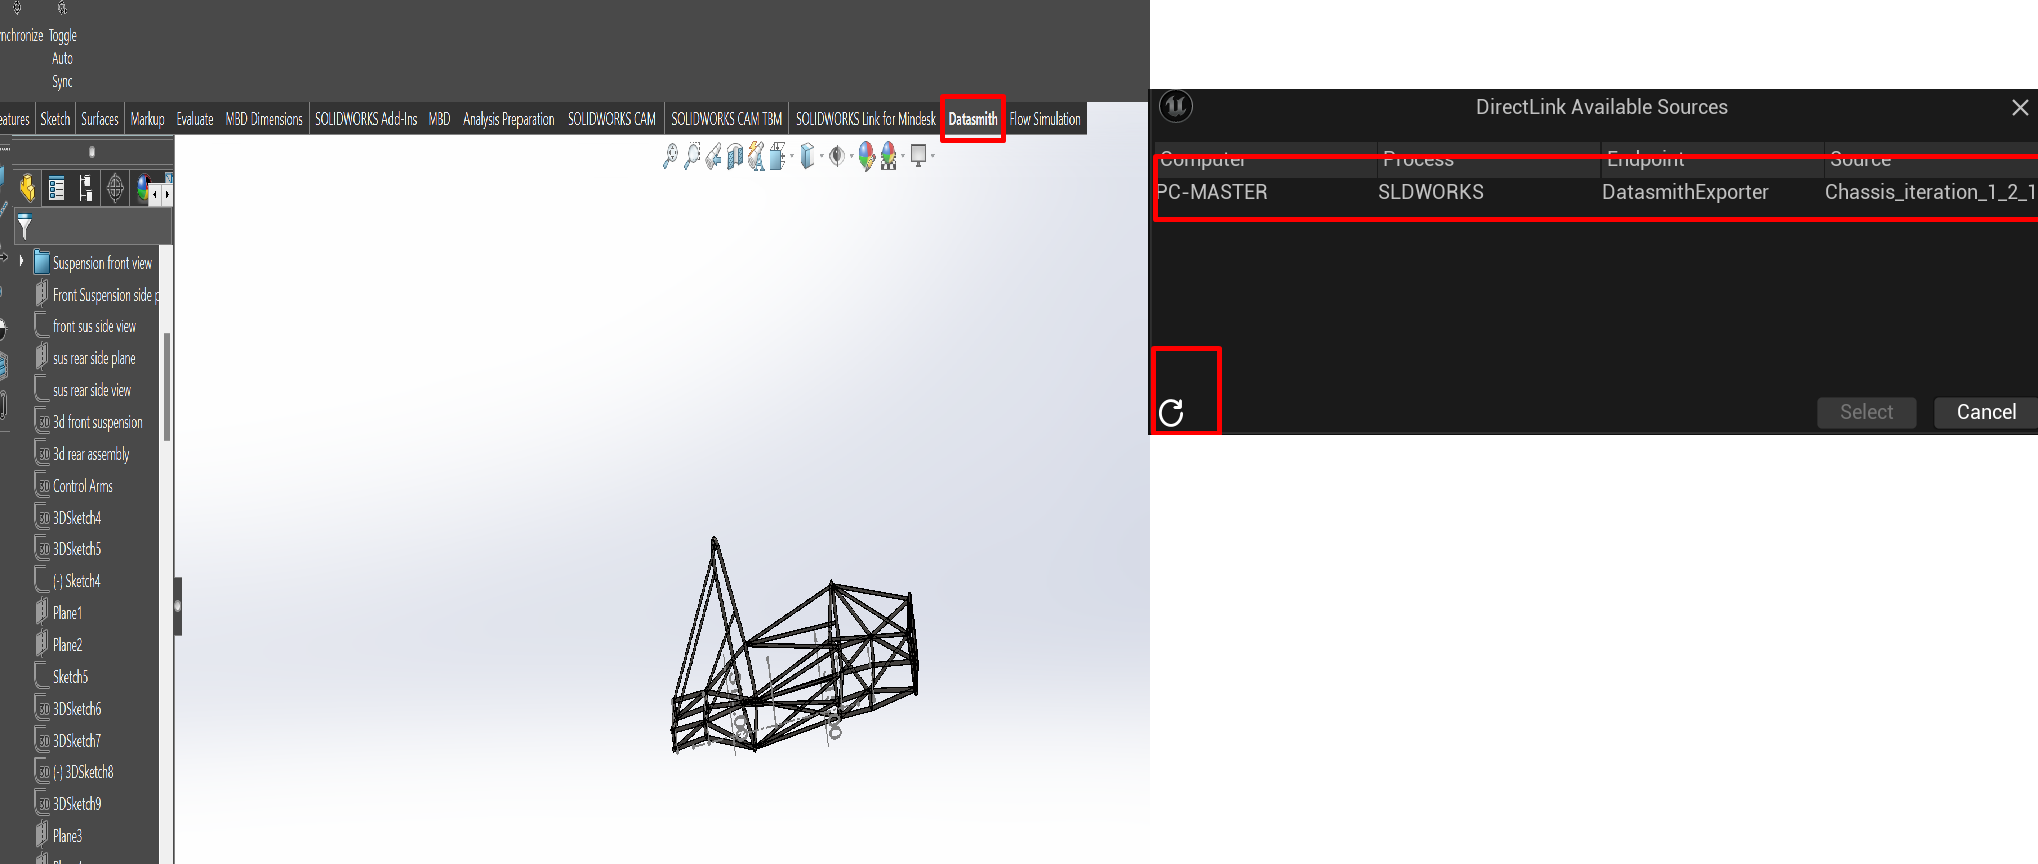 nchronize Toggle
Auto
Sync
eatures Sketch Surfaces Markup Evaluate MBD Dimensions SOLIDWORKS Add-Ins MBD Analysis Preparation SOLIDWORKS CAM SOLIDWORKS CAM TBM SOLIDWORKS Link for Mindesk Datasmith Flow Simulation
Suspension front view
Front Suspension side p
front sus side view
sus rear side plane
sus rear side view
3d front suspension
3d rear assembly
Control Arms
3DSketch4
3DSketch5
(-) Sketch4
Plane1
Plane2
Sketch5
3DSketch6
3DSketch7
(-) 3DSketch8
3DSketch9
Plane3
DirectLink Available Sources
Computer Process Endpoint Source
PC-MASTER SLDWORKS DatasmithExporter Chassis_iteration_1_2_1
Select Cancel